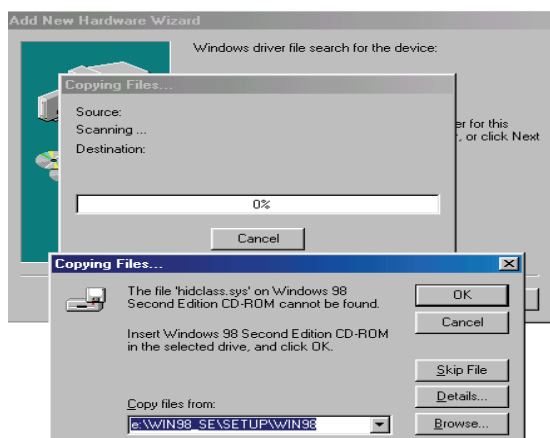 Add New Hardware Wizard
Windows driver file search for the device:
Copying Files...
Source:
Scanning ...
Destination:
er for this
, or click Next
0%
Cancel
Copying Files...
The file 'hidclass.sys' on Windows 98
Second Edition CD-ROM cannot be found.
Insert Windows 98 Second Edition CD-ROM
in the selected drive, and click OK.
Copy files from:
e:\WIN98_SE\SETUP\WIN98
OK
Cancel
Skip File
Details...
Browse...